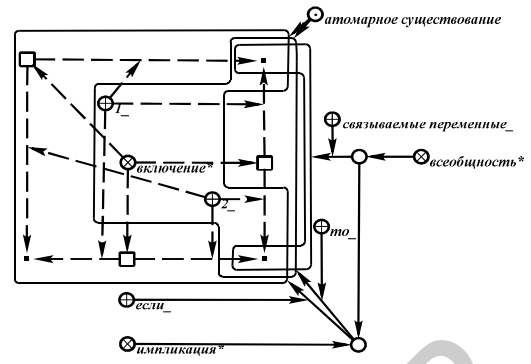 атомарное существование
1_
связываемые переменные_
включение*
всеобщность*
2_
то_
если_
импликация*